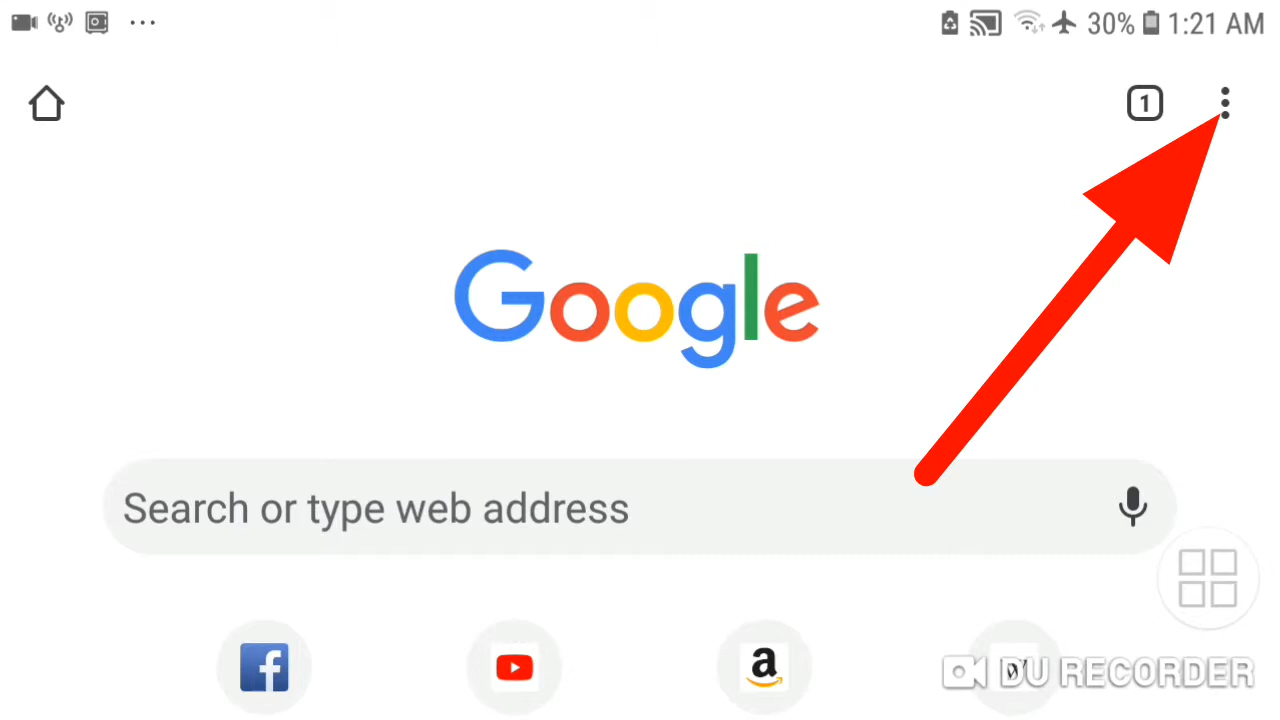 30% 1:21 AM
1
Google
Search or type web address
f
a
W
DU RECORDER